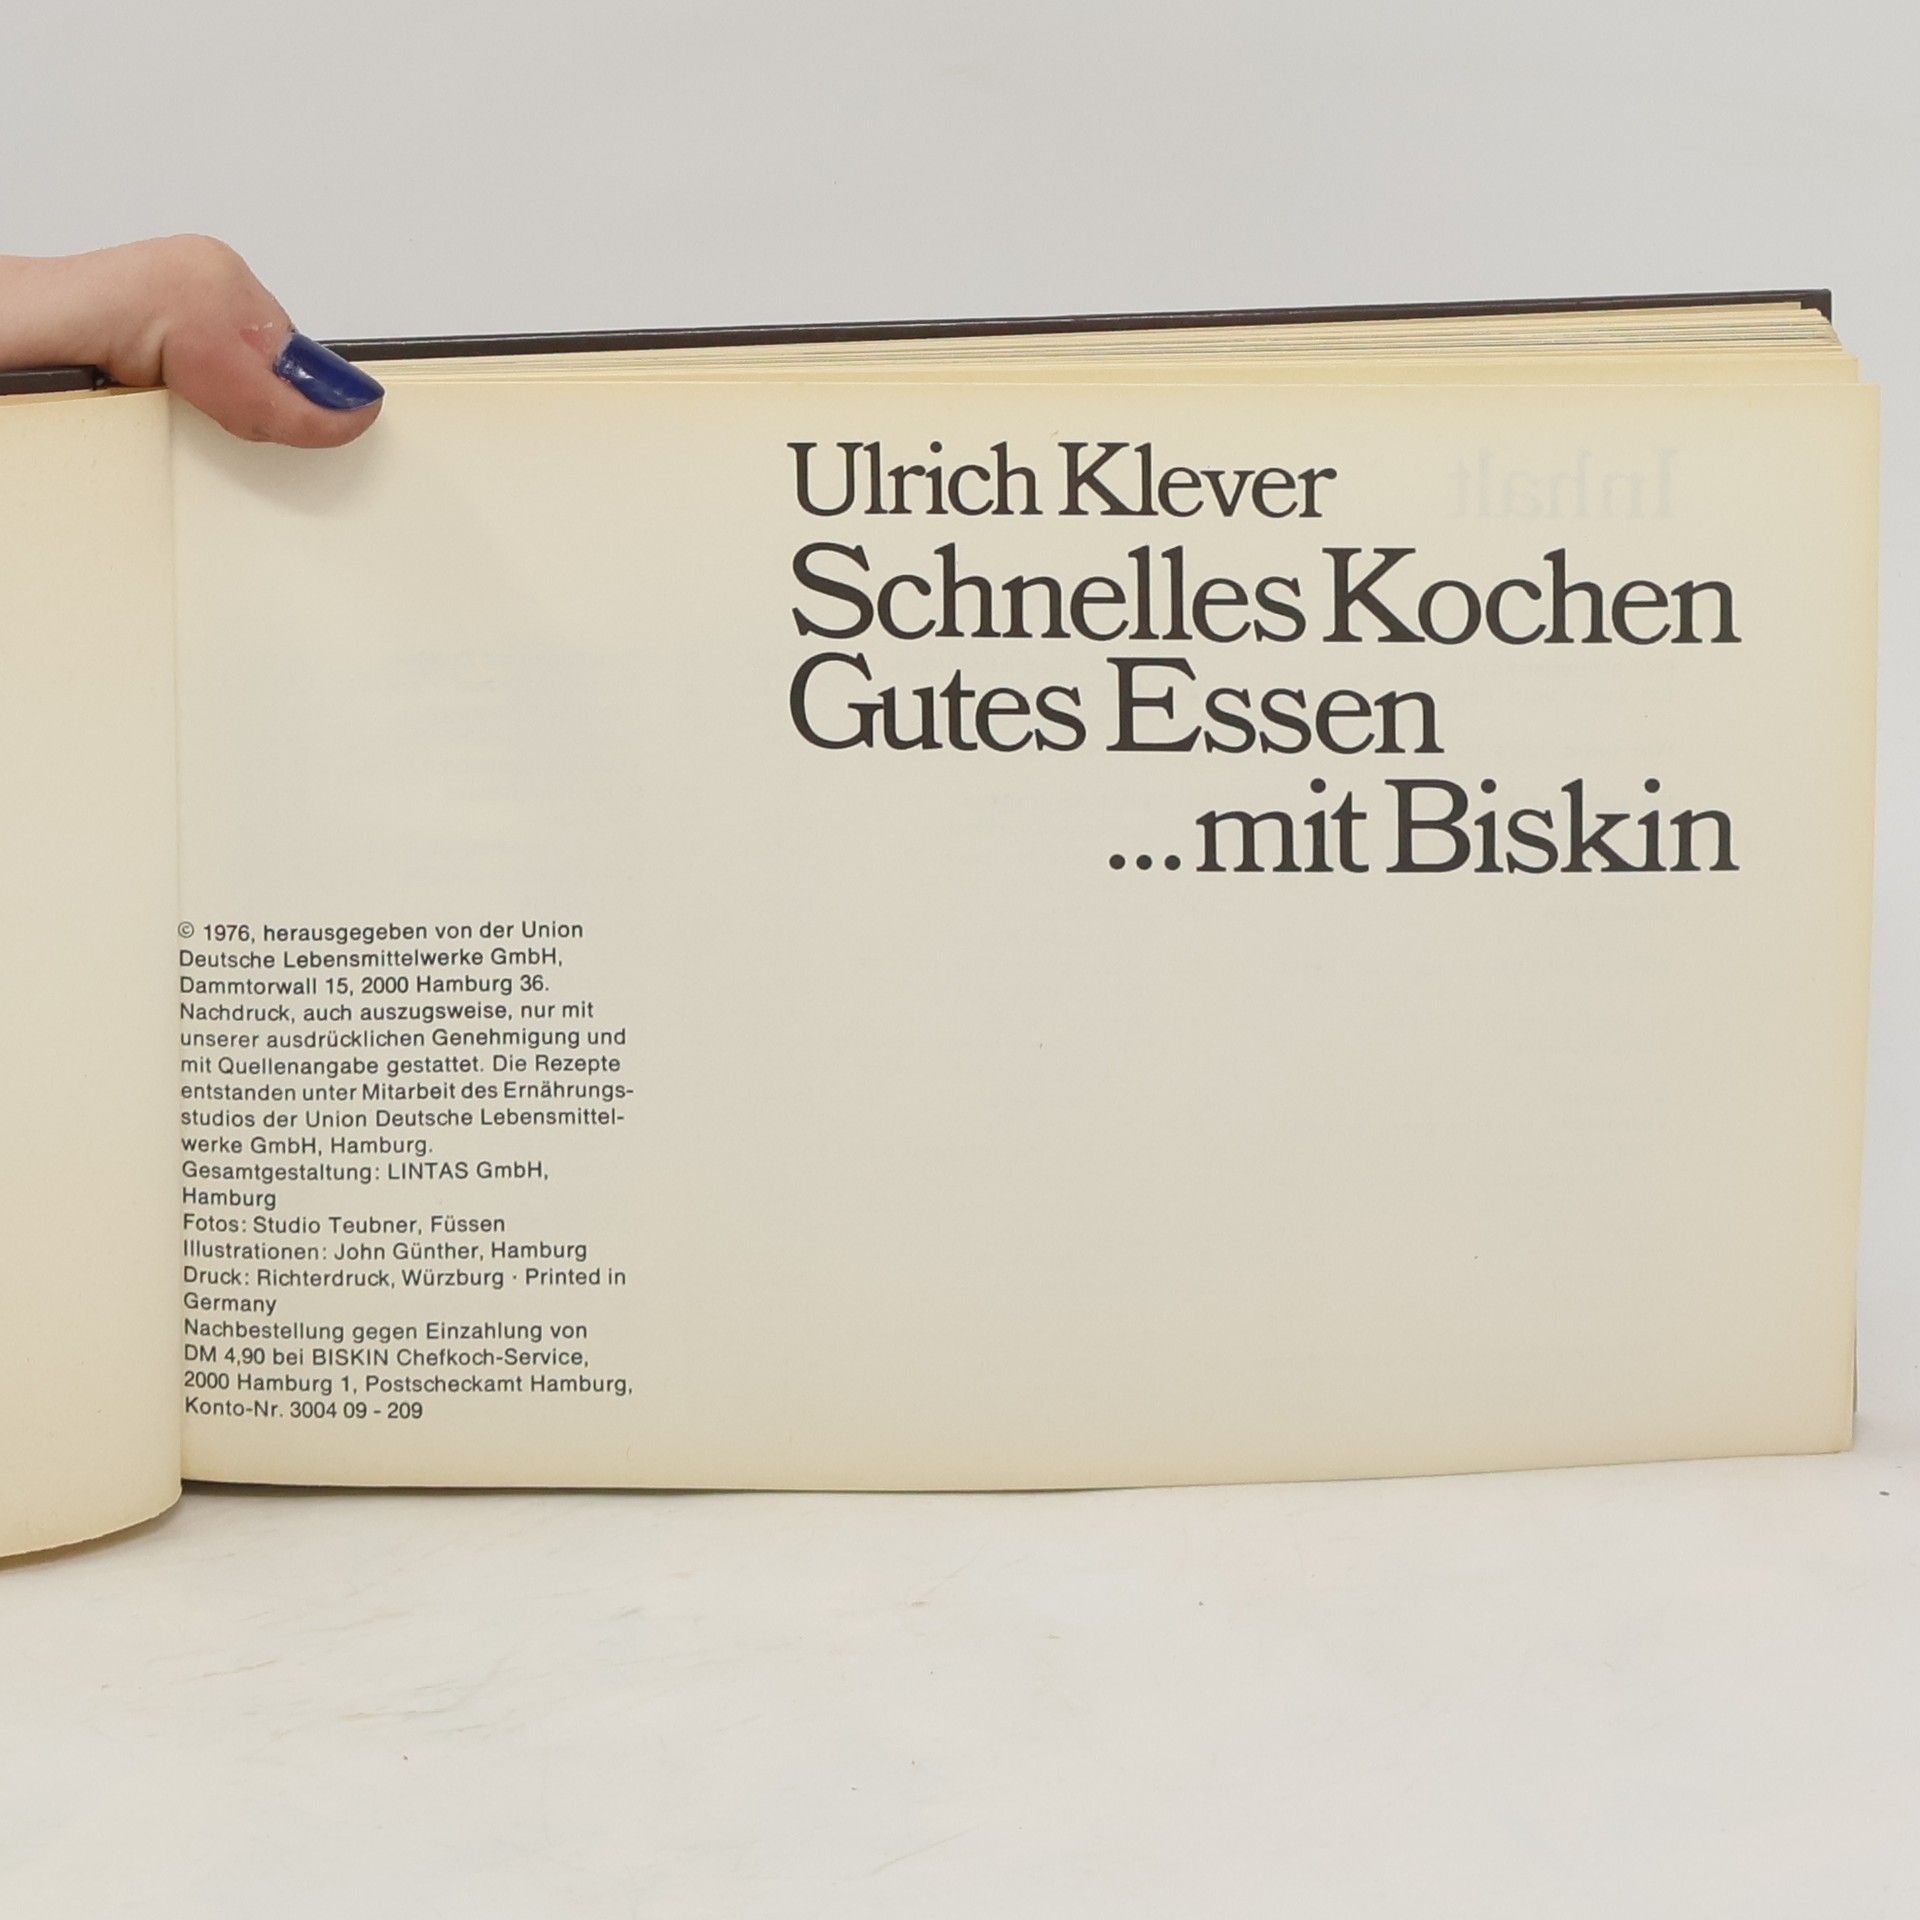 Ulrich Klever
Schnelles Kochen
Gutes Essen
...mit Biskin
© 1976, herausgegeben von der Union
Deutsche Lebensmittelwerke GmbH,
Dammtorwall 15, 2000 Hamburg 36.
Nachdruck, auch auszugsweise, nur mit
unserer ausdrücklichen Genehmigung und
mit Quellenangabe gestattet. Die Rezepte
entstanden unter Mitarbeit des Ernährungs-
studios der Union Deutsche Lebensmittel-
werke GmbH, Hamburg.
Gesamtgestaltung: LINTAS GmbH,
Hamburg
Fotos: Studio Teubner, Füssen
Illustrationen: John Günther, Hamburg
Druck: Richterdruck, Würzburg · Printed in
Germany
Nachbestellung gegen Einzahlung von
DM 4,90 bei BISKIN Chefkoch-Service,
2000 Hamburg 1, Postscheckamt Hamburg,
Konto-Nr. 3004 09 - 209
Inhalt